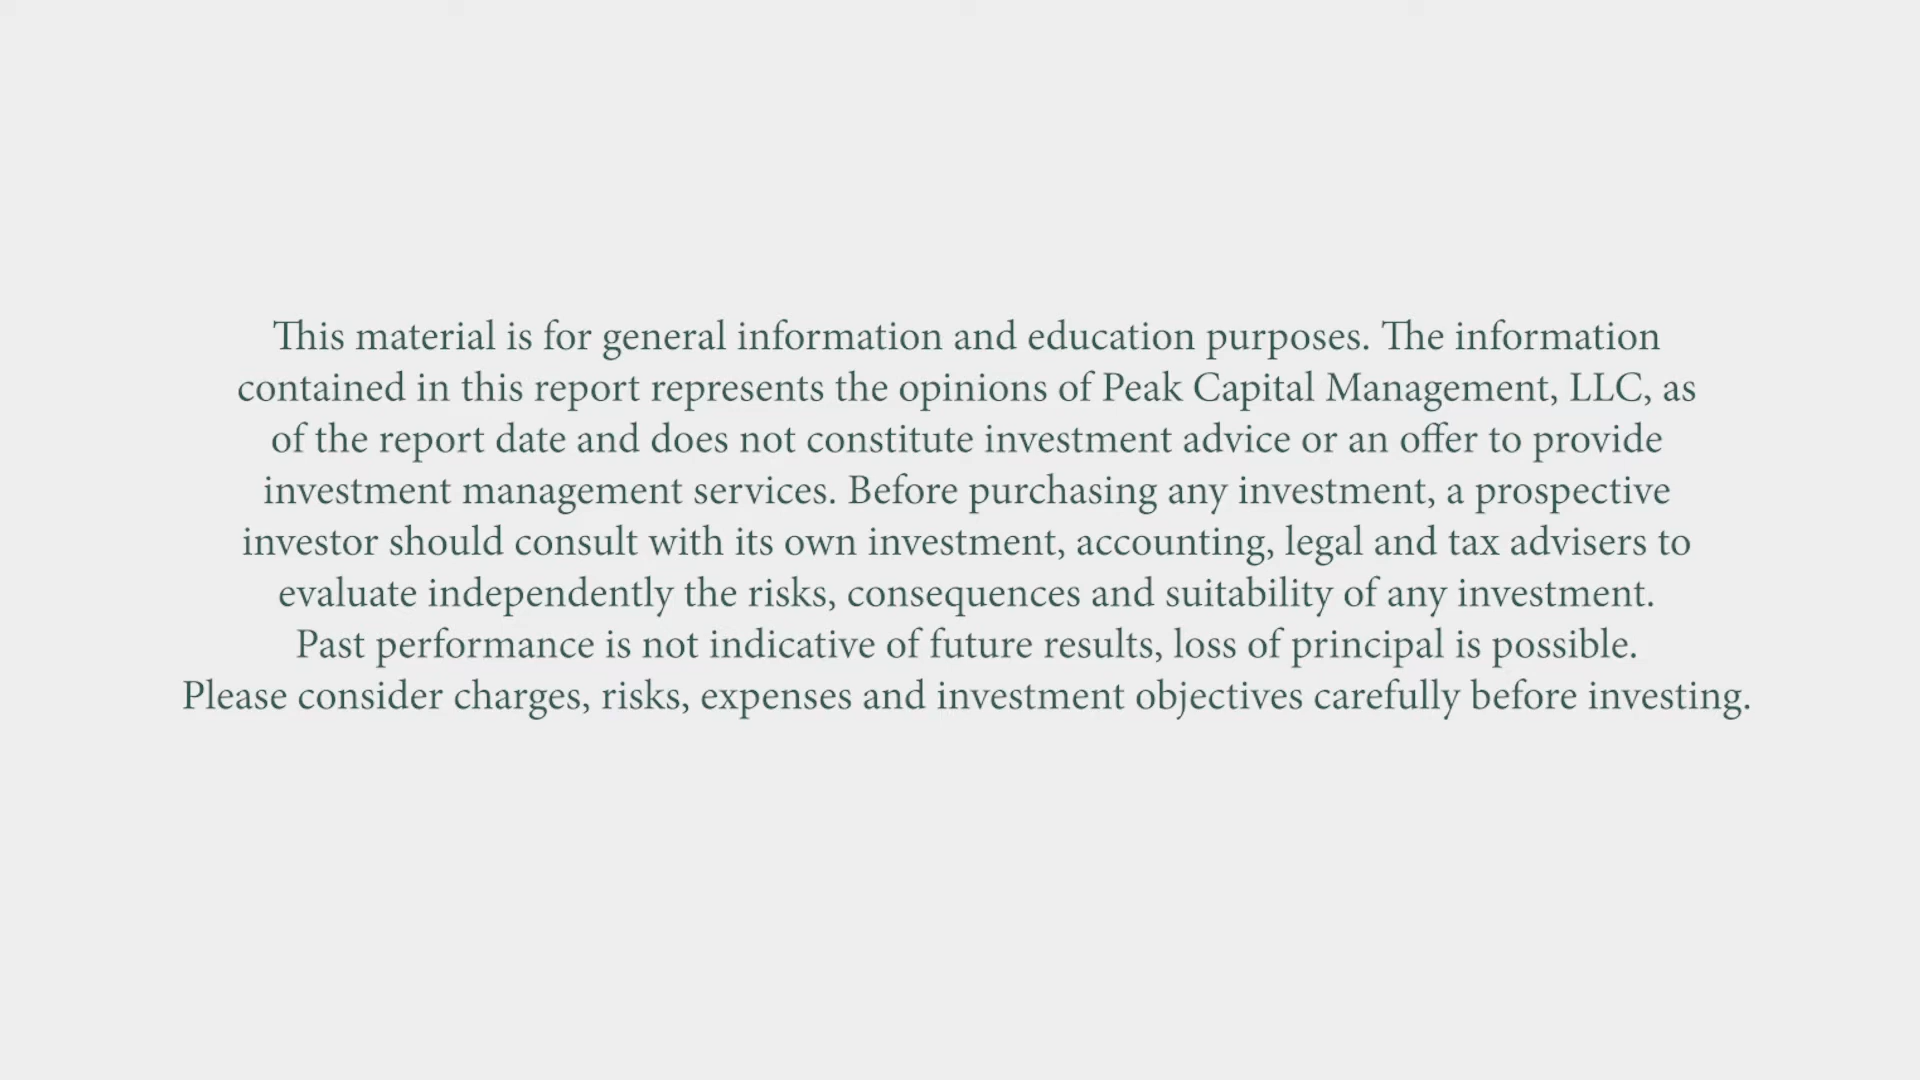 This material is for general information and education purposes. The information
contained in this report represents the opinions of Peak Capital Management, LLC, as
of the report date and does not constitute investment advice or an offer to provide
investment management services. Before purchasing any investment, a prospective
investor should consult with its own investment, accounting, legal and tax advisers to
evaluate independently the risks, consequences and suitability of any investment.
Past performance is not indicative of future results, loss of principal is possible.
Please consider charges, risks, expenses and investment objectives carefully before investing.